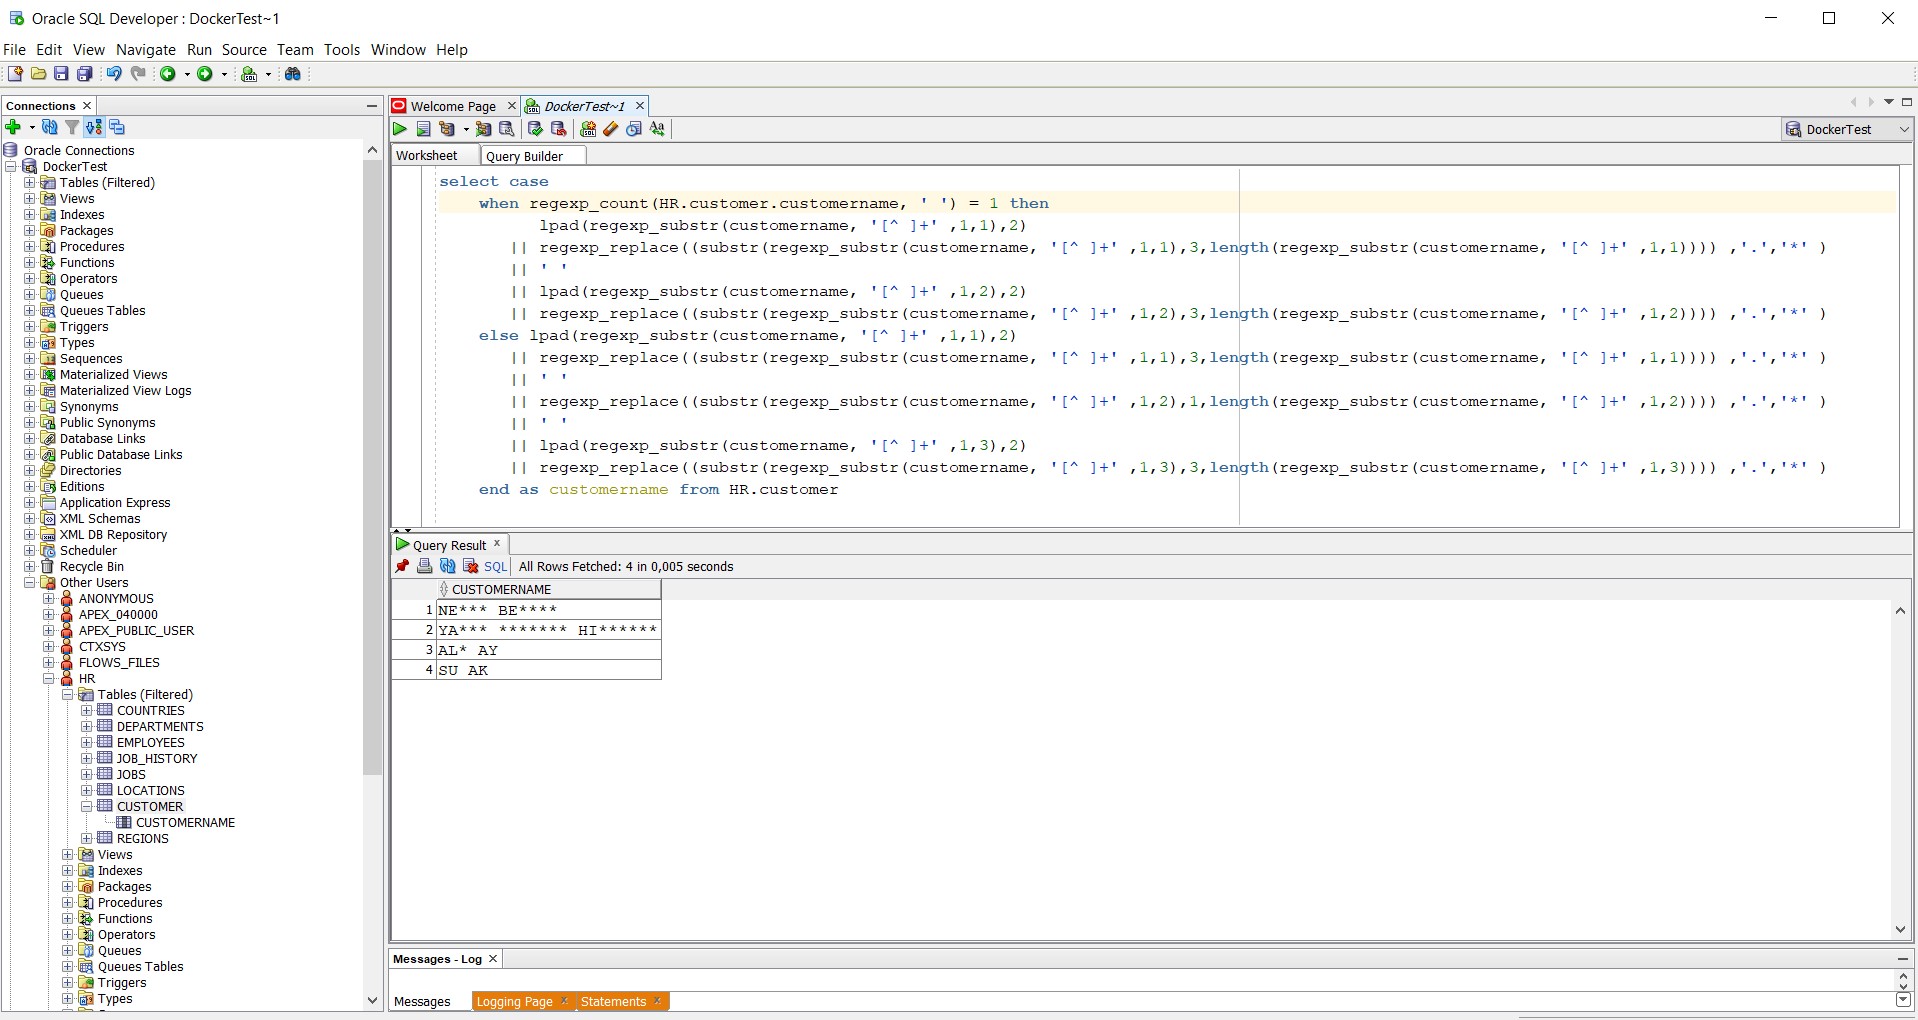 Oracle SQL Developer : DockerTest~1
File Edit View Navigate Run Source Team Tools Window Help
Connections
Welcome Page
DockerTest~1
DockerTest
Worksheet
Query Builder
Oracle Connections
DockerTest
Tables (Filtered)
Views
Indexes
Packages
Procedures
Functions
Operators
Queues
Queues Tables
Triggers
Types
Sequences
Materialized Views
Materialized View Logs
Synonyms
Public Synonyms
Database Links
Public Database Links
Directories
Editions
Application Express
XML Schemas
XML DB Repository
Scheduler
Recycle Bin
Other Users
ANONYMOUS
APEX_040000
APEX_PUBLIC_USER
CTXSYS
FLOWS_FILES
HR
Tables (Filtered)
COUNTRIES
DEPARTMENTS
EMPLOYEES
JOB_HISTORY
JOBS
LOCATIONS
CUSTOMER
CUSTOMERNAME
REGIONS
Views
Indexes
Packages
Procedures
Functions
Operators
Queues
Queues Tables
Triggers
Types
select case
when regexp_count(HR.customer.customername, ' ') = 1 then
lpad(regexp_substr(customername, '[^ ]+' ,1,1),2)
|| regexp_replace((substr(regexp_substr(customername, '[^ ]+' ,1,1),3,length(regexp_substr(customername, '[^ ]+' ,1,1)))) ,'.','*' )
|| ' '
|| lpad(regexp_substr(customername, '[^ ]+' ,1,2),2)
|| regexp_replace((substr(regexp_substr(customername, '[^ ]+' ,1,2),3,length(regexp_substr(customername, '[^ ]+' ,1,2)))) ,'.','*' )
else lpad(regexp_substr(customername, '[^ ]+' ,1,1),2)
|| regexp_replace((substr(regexp_substr(customername, '[^ ]+' ,1,1),3,length(regexp_substr(customername, '[^ ]+' ,1,1)))) ,'.','*' )
|| ' '
|| regexp_replace((substr(regexp_substr(customername, '[^ ]+' ,1,2),1,length(regexp_substr(customername, '[^ ]+' ,1,2)))) ,'.','*' )
|| ' '
|| lpad(regexp_substr(customername, '[^ ]+' ,1,3),2)
|| regexp_replace((substr(regexp_substr(customername, '[^ ]+' ,1,3),3,length(regexp_substr(customername, '[^ ]+' ,1,3)))) ,'.','*' )
end as customername from HR.customer
Query Result
SQL All Rows Fetched: 4 in 0,005 seconds
CUSTOMERNAME
1 NE*** BE****
2 YA*** ******* HI******
3 AL* AY
4 SU AK
Messages - Log
Messages Logging Page Statements